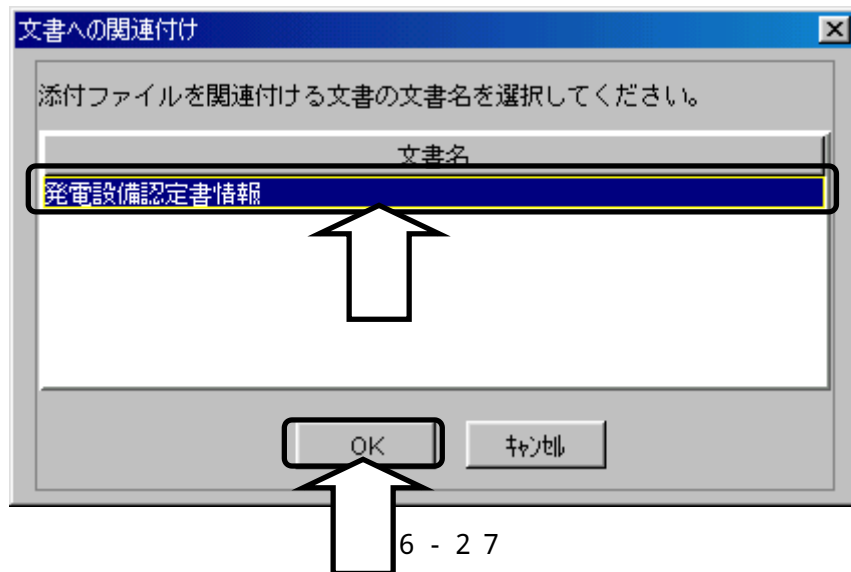 文書への関連付け
添付ファイルを関連付ける文書の文書名を選択してください。
文書名
発電設備認定書情報
OK ｷｬﾝｾﾙ
6 - 2 7